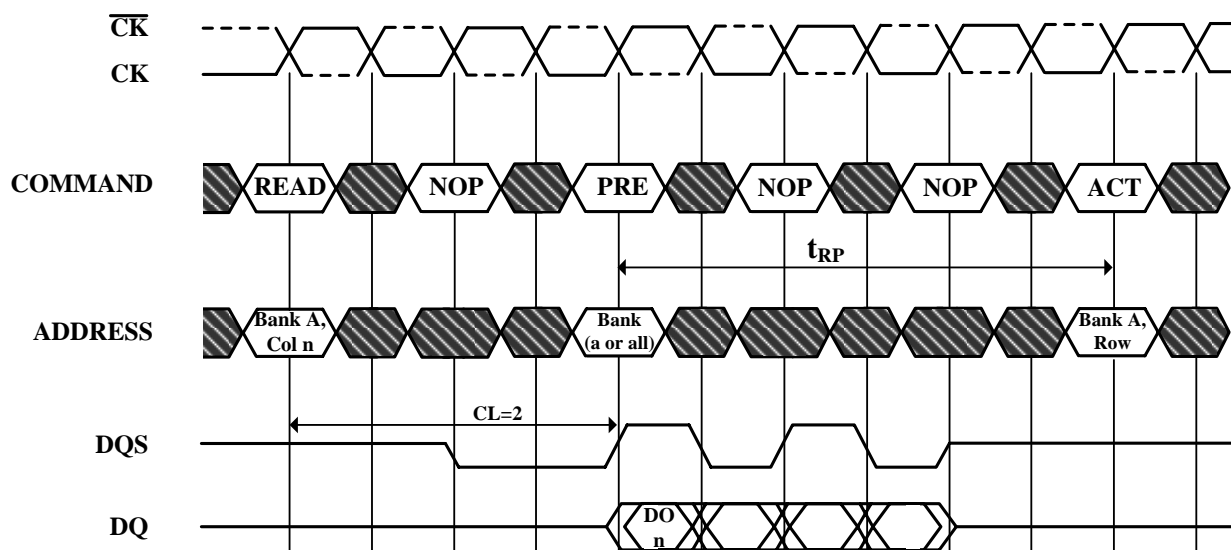 CK
CK
COMMAND
READ
NOP
PRE
NOP
NOP
ACT
tRP
ADDRESS
Bank A,
Col n
Bank
(a or all)
Bank A,
Row
CL=2
DQS
DQ
DO
n